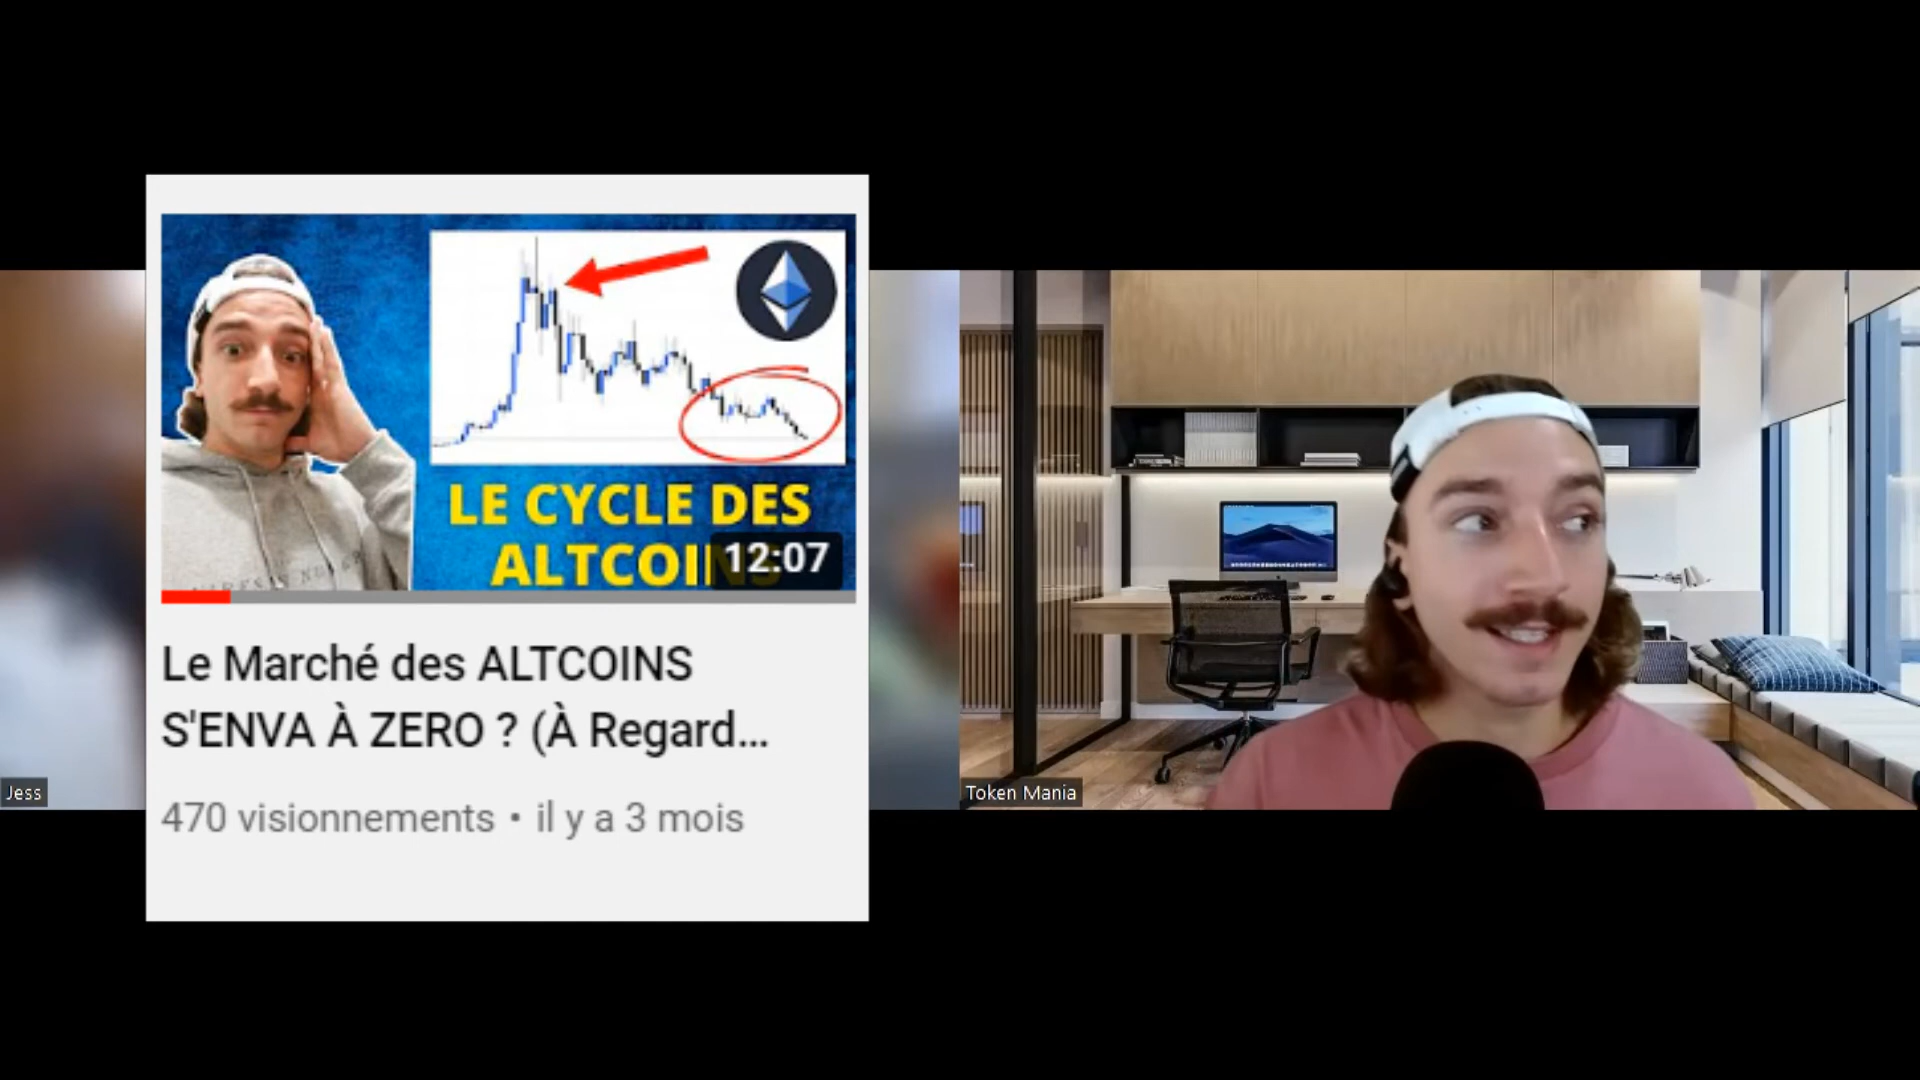 LE CYCLE DES
ALTCOINS
12:07
Le Marché des ALTCOINS
S'ENVA À ZERO ? (À Regard...
470 visionnements • il y a 3 mois
Jess
Token Mania